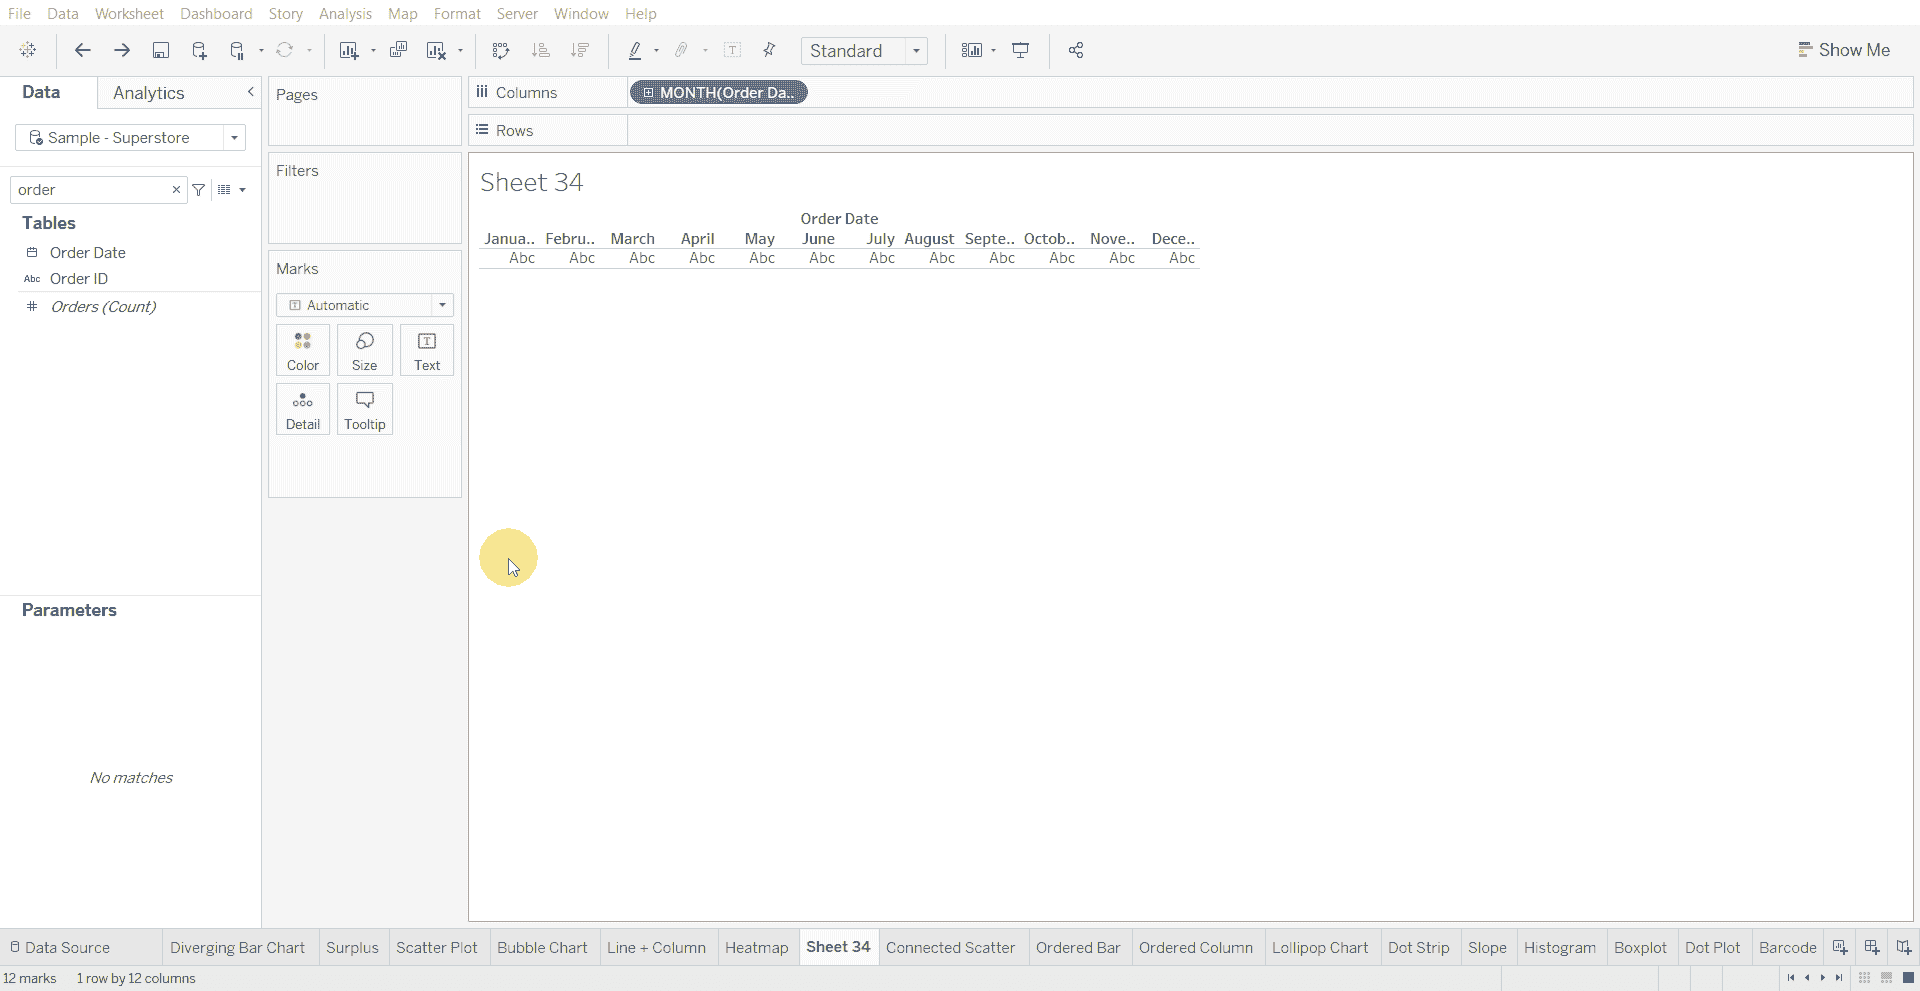 File Data Worksheet Dashboard Story Analysis Map Format Server Window Help
Standard
Show Me
Data Analytics
Sample - Superstore
order
Tables
Order Date
Abc Order ID
Orders (Count)
Parameters
No matches
Pages
Filters
Marks
Automatic
Color Size Text
Detail Tooltip
Columns MONTH(Order Da..
Rows
Sheet 34
Order Date
Janua.. Febru.. March April May June July August Septe.. Octob.. Nove.. Dece..
Abc Abc Abc Abc Abc Abc Abc Abc Abc Abc Abc Abc
Data Source Diverging Bar Chart Surplus Scatter Plot Bubble Chart Line + Column Heatmap Sheet 34 Connected Scatter Ordered Bar Ordered Column Lollipop Chart Dot Strip Slope Histogram Boxplot Dot Plot Barcode
12 marks 1 row by 12 columns